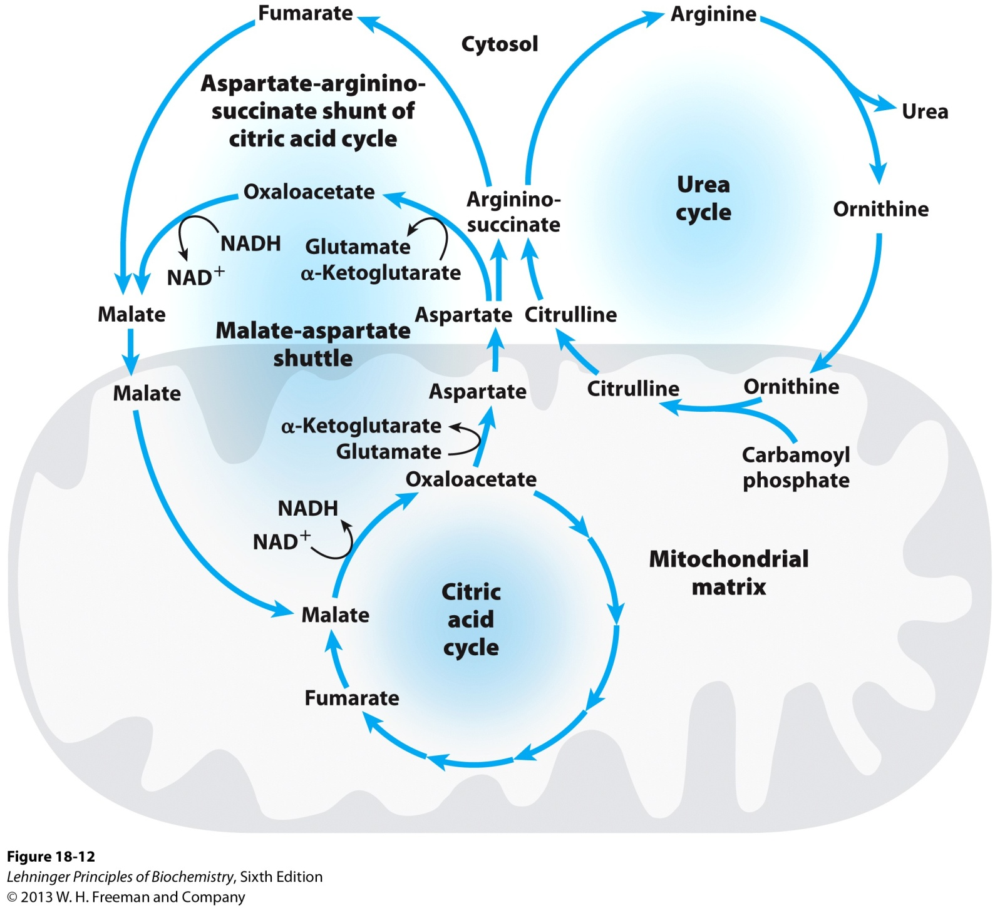 Fumarate
Arginine
Cytosol
Aspartate-arginino-
succinate shunt of
citric acid cycle
Urea
Oxaloacetate
Arginino-
succinate
Urea
cycle
Ornithine
NADH
NAD+
Glutamate
α-Ketoglutarate
Malate
Aspartate
Citrulline
Malate-aspartate
shuttle
Malate
Aspartate
Citrulline
Ornithine
α-Ketoglutarate
Glutamate
Carbamoyl
phosphate
Oxaloacetate
NADH
NAD+
Mitochondrial
matrix
Citric
acid
cycle
Malate
Fumarate
Figure 18-12
Lehninger Principles of Biochemistry, Sixth Edition
© 2013 W. H. Freeman and Company